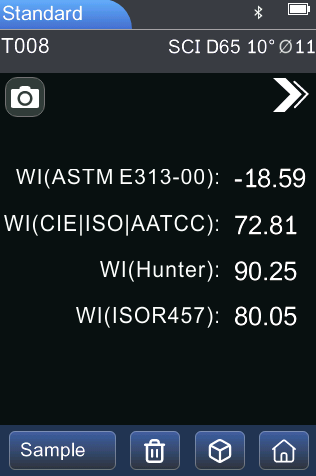 Standard
T008 SCI D65 10° Ø11
WI(ASTM E313-00): -18.59
WI(CIE|ISO|AATCC): 72.81
WI(Hunter): 90.25
WI(ISOR457): 80.05
Sample